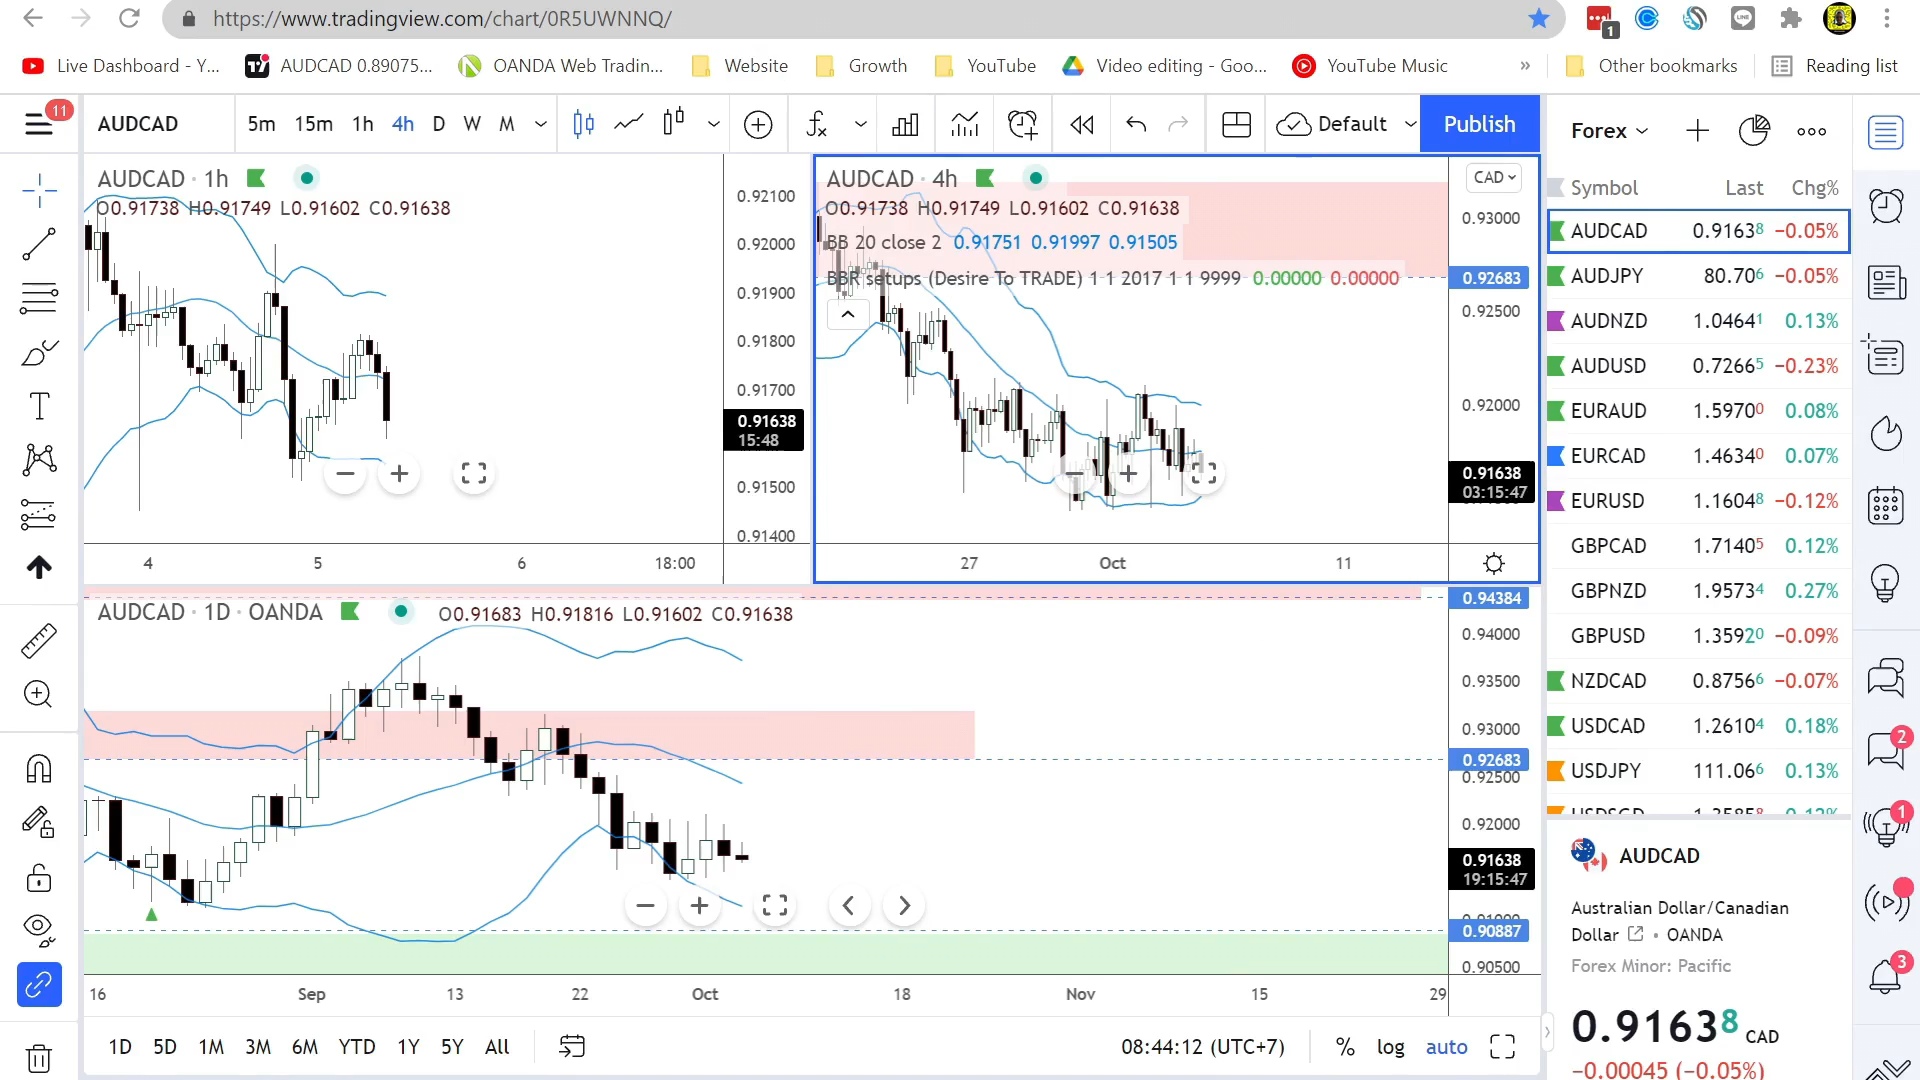 https://www.tradingview.com/chart/0R5UWNNQ/
1
Live Dashboard - Y...
AUDCAD 0.89075...
OANDA Web Tradin...
Website
Growth
YouTube
Video editing - Goo...
YouTube Music
»
Other bookmarks
Reading list
11
AUDCAD
5m 15m 1h 4h D W M
Default
Publish
Forex
Symbol Last Chg%
AUDCAD 0.91638 −0.05%
AUDJPY 80.706 −0.05%
AUDNZD 1.04641 0.13%
AUDUSD 0.72665 −0.23%
EURAUD 1.59700 0.08%
EURCAD 1.46340 0.07%
EURUSD 1.16048 −0.12%
GBPCAD 1.71405 0.12%
GBPNZD 1.95734 0.27%
GBPUSD 1.35920 −0.09%
NZDCAD 0.87566 −0.07%
USDCAD 1.26104 0.18%
USDJPY 111.066 0.13%
AUDCAD · 1h
O0.91738 H0.91749 L0.91602 C0.91638
0.92100
0.92000
0.91900
0.91800
0.91700
0.91638
15:48
0.91500
0.91400
4 5 6 18:00
AUDCAD · 4h
O0.91738 H0.91749 L0.91602 C0.91638
BB 20 close 2 0.91751 0.91997 0.91505
BBR setups (Desire To TRADE) 1 1 2017 1 1 9999 0.00000 0.00000
CAD
0.93000
0.92683
0.92500
0.92000
0.91638
03:15:47
27 Oct 11
AUDCAD · 1D · OANDA
O0.91683 H0.91816 L0.91602 C0.91638
0.94384
0.94000
0.93500
0.93000
0.92683
0.92500
0.92000
0.91638
19:15:47
0.90887
0.90500
16 Sep 13 22 Oct 18 Nov 15 29
1D 5D 1M 3M 6M YTD 1Y 5Y All
08:44:12 (UTC+7)
% log auto
AUDCAD
Australian Dollar/Canadian
Dollar • OANDA
Forex Minor: Pacific
0.91638 CAD
−0.00045 (−0.05%)
2
1
3